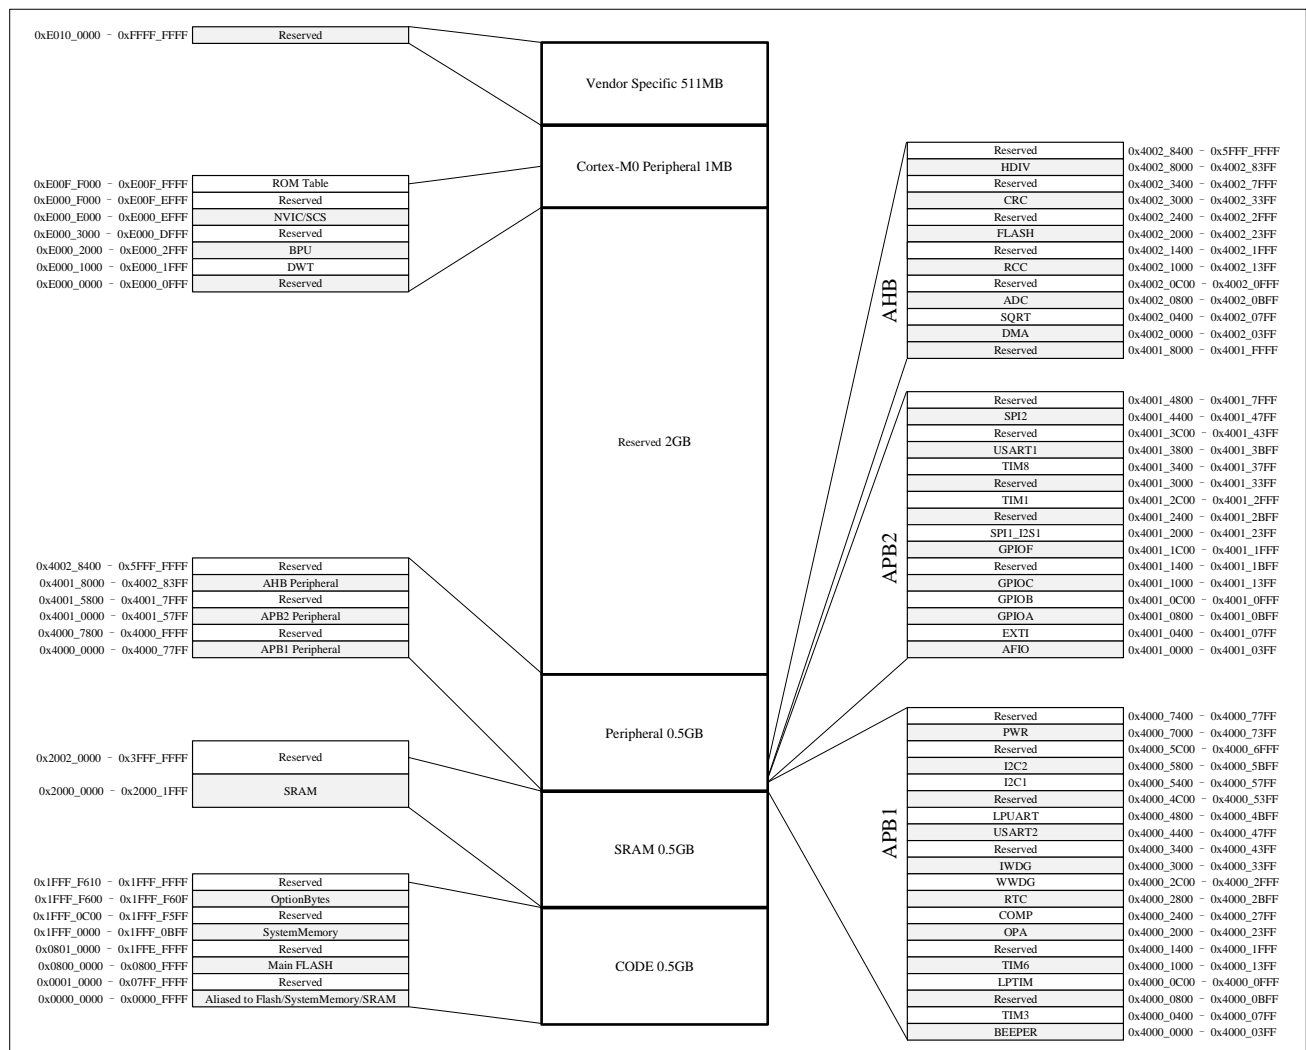 0xE010_0000 - 0xFFFF_FFFF Reserved
0xE00F_F000 - 0xE00F_FFFF ROM Table
0xE000_F000 - 0xE00F_EFFF Reserved
0xE000_E000 - 0xE000_EFFF NVIC/SCS
0xE000_3000 - 0xE000_DFFF Reserved
0xE000_2000 - 0xE000_2FFF BPU
0xE000_1000 - 0xE000_1FFF DWT
0xE000_0000 - 0xE000_0FFF Reserved
0x4002_8400 - 0x5FFF_FFFF Reserved
0x4001_8000 - 0x4002_83FF AHB Peripheral
0x4001_5800 - 0x4001_7FFF Reserved
0x4001_0000 - 0x4001_57FF APB2 Peripheral
0x4000_7800 - 0x4000_FFFF Reserved
0x4000_0000 - 0x4000_77FF APB1 Peripheral
0x2002_0000 - 0x3FFF_FFFF Reserved
0x2000_0000 - 0x2000_1FFF SRAM
0x1FFF_F610 - 0x1FFF_FFFF Reserved
0x1FFF_F600 - 0x1FFF_F60F OptionBytes
0x1FFF_0C00 - 0x1FFF_F5FF Reserved
0x1FFF_0000 - 0x1FFF_0BFF SystemMemory
0x0801_0000 - 0x1FFE_FFFF Reserved
0x0800_0000 - 0x0800_FFFF Main FLASH
0x0001_0000 - 0x07FF_FFFF Reserved
0x0000_0000 - 0x0000_FFFF Aliased to Flash/SystemMemory/SRAM
Vendor Specific 511MB
Cortex-M0 Peripheral 1MB
Reserved 2GB
Peripheral 0.5GB
SRAM 0.5GB
CODE 0.5GB
AHB
Reserved 0x4002_8400 - 0x5FFF_FFFF
HDIV 0x4002_8000 - 0x4002_83FF
Reserved 0x4002_3400 - 0x4002_7FFF
CRC 0x4002_3000 - 0x4002_33FF
Reserved 0x4002_2400 - 0x4002_2FFF
FLASH 0x4002_2000 - 0x4002_23FF
Reserved 0x4002_1400 - 0x4002_1FFF
RCC 0x4002_1000 - 0x4002_13FF
Reserved 0x4002_0C00 - 0x4002_0FFF
ADC 0x4002_0800 - 0x4002_0BFF
SQRT 0x4002_0400 - 0x4002_07FF
DMA 0x4002_0000 - 0x4002_03FF
Reserved 0x4001_8000 - 0x4001_FFFF
APB2
Reserved 0x4001_4800 - 0x4001_7FFF
SPI2 0x4001_4400 - 0x4001_47FF
Reserved 0x4001_3C00 - 0x4001_43FF
USART1 0x4001_3800 - 0x4001_3BFF
TIM8 0x4001_3400 - 0x4001_37FF
Reserved 0x4001_3000 - 0x4001_33FF
TIM1 0x4001_2C00 - 0x4001_2FFF
Reserved 0x4001_2400 - 0x4001_2BFF
SPI1_I2S1 0x4001_2000 - 0x4001_23FF
GPIOF 0x4001_1C00 - 0x4001_1FFF
Reserved 0x4001_1400 - 0x4001_1BFF
GPIOC 0x4001_1000 - 0x4001_13FF
GPIOB 0x4001_0C00 - 0x4001_0FFF
GPIOA 0x4001_0800 - 0x4001_0BFF
EXTI 0x4001_0400 - 0x4001_07FF
AFIO 0x4001_0000 - 0x4001_03FF
APB1
Reserved 0x4000_7400 - 0x4000_77FF
PWR 0x4000_7000 - 0x4000_73FF
Reserved 0x4000_5C00 - 0x4000_6FFF
I2C2 0x4000_5800 - 0x4000_5BFF
I2C1 0x4000_5400 - 0x4000_57FF
Reserved 0x4000_4C00 - 0x4000_53FF
LPUART 0x4000_4800 - 0x4000_4BFF
USART2 0x4000_4400 - 0x4000_47FF
Reserved 0x4000_3400 - 0x4000_43FF
IWDG 0x4000_3000 - 0x4000_33FF
WWDG 0x4000_2C00 - 0x4000_2FFF
RTC 0x4000_2800 - 0x4000_2BFF
COMP 0x4000_2400 - 0x4000_27FF
OPA 0x4000_2000 - 0x4000_23FF
Reserved 0x4000_1400 - 0x4000_1FFF
TIM6 0x4000_1000 - 0x4000_13FF
LPTIM 0x4000_0C00 - 0x4000_0FFF
Reserved 0x4000_0800 - 0x4000_0BFF
TIM3 0x4000_0400 - 0x4000_07FF
BEEPER 0x4000_0000 - 0x4000_03FF